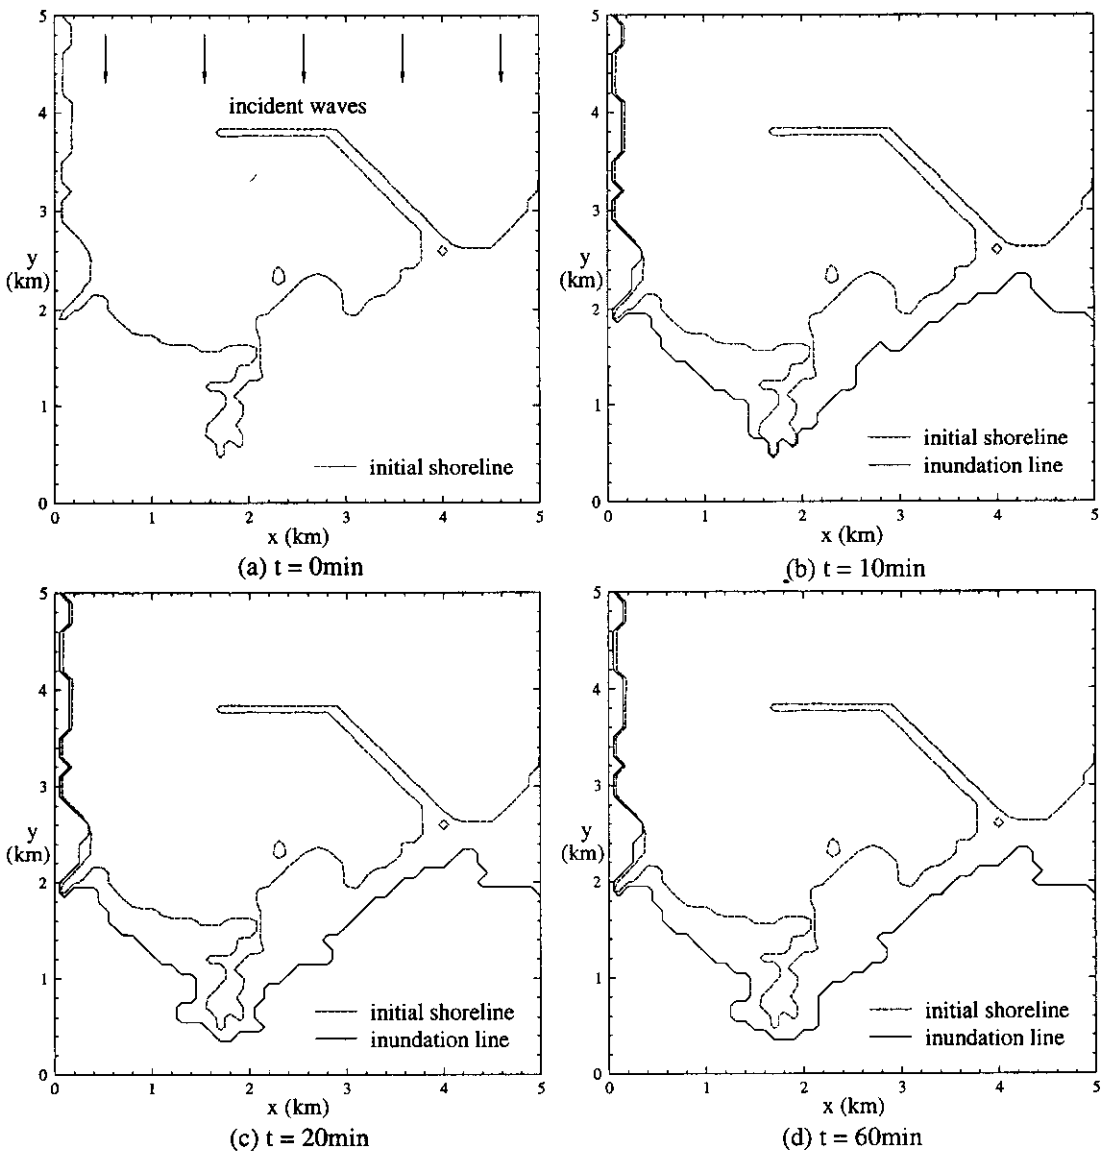 5
4
incident waves
3
y
(km)
2
1
initial shoreline
0
0 1 2 3 4 5
x (km)
(a) t = 0min
5
4
3
y
(km)
2
1
initial shoreline
inundation line
0
0 1 2 3 4 5
x (km)
(b) t = 10min
5
4
3
y
(km)
2
1
initial shoreline
inundation line
0
0 1 2 3 4 5
x (km)
(c) t = 20min
5
4
3
y
(km)
2
1
initial shoreline
inundation line
0
0 1 2 3 4 5
x (km)
(d) t = 60min